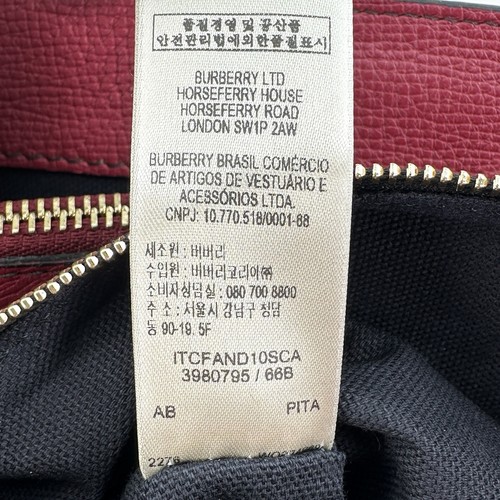 품질경영 및 공산품
안전관리법에의한품질표시
BURBERRY LTD
HORSEFERRY HOUSE
HORSEFERRY ROAD
LONDON SW1P 2AW
BURBERRY BRASIL COMÉRCIO
DE ARTIGOS DE VESTUÁRIO E
ACESSÓRIOS LTDA.
CNPJ: 10.770.518/0001-88
세소원 : 버버리
수입원 : 버버리코리아㈜
소비자상담실 : 080 700 8800
주 소 : 서울시 강남구 청담
동 90-19. 5F
ITCFAND10SCA
3980795 / 66B
AB PITA